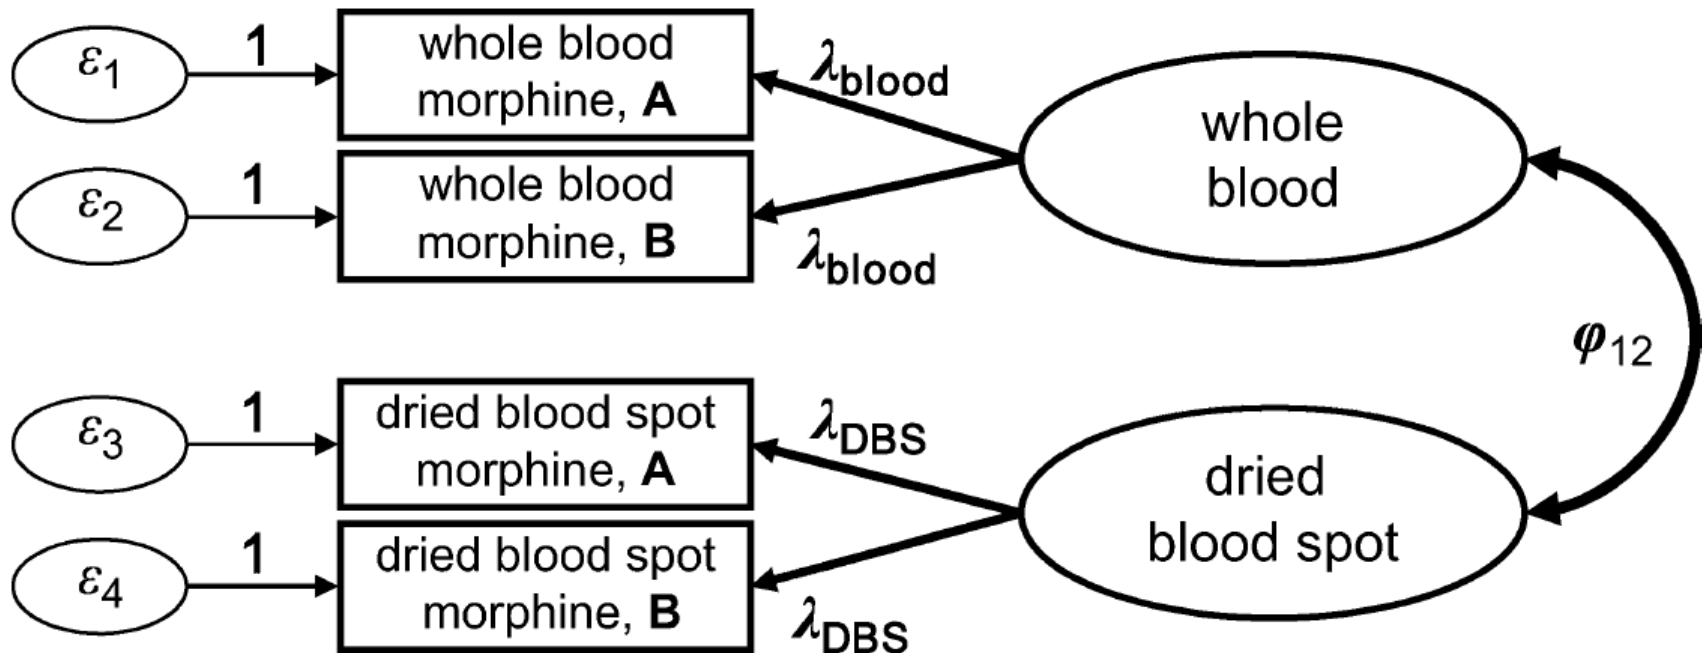 ε1
1
whole blood
morphine, A
λblood
ε2
1
whole blood
morphine, B
λblood
whole
blood
φ12
ε3
1
dried blood spot
morphine, A
λDBS
ε4
1
dried blood spot
morphine, B
λDBS
dried
blood spot